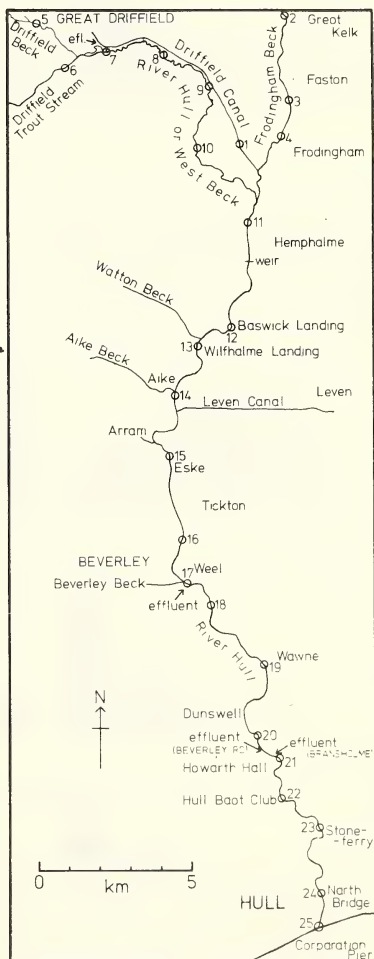 5 GREAT DRIFFIELD
Driffield
Beck
efl.
7
6
Driffield
Trout Stream
8
Driffield Canal
9
River Hull
or West Beck
10
1
2
Great
Kelk
Frodingham Beck
Faston
3
4
Frodingham
11
Hemphalme
weir
Watton Beck
12
Baswick Landing
13
Wilfhalme Landing
Aike Beck
Aike
14
Leven Canal
Leven
Arram
15
Eske
Tickton
16
BEVERLEY
17 Weel
Beverley Beck
effluent
18
River Hull
19
Wawne
N
Dunswell
20
effluent
(BEVERLEY RD)
effluent
(BRANSHOLME)
21
Howarth Hall
22
Hull Baot Club
23
Stone-
ferry
0 5
km
24 North
Bridge
HULL
25
Corporation
Pier